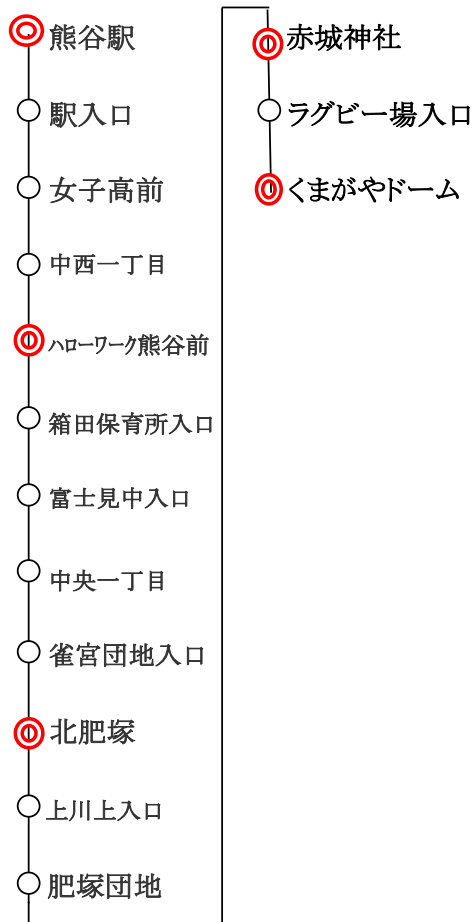 熊谷駅
駅入口
女子高前
中西一丁目
ハローワーク熊谷前
箱田保育所入口
富士見中入口
中央一丁目
雀宮団地入口
北肥塚
上川上入口
肥塚団地
赤城神社
ラグビー場入口
くまがやドーム